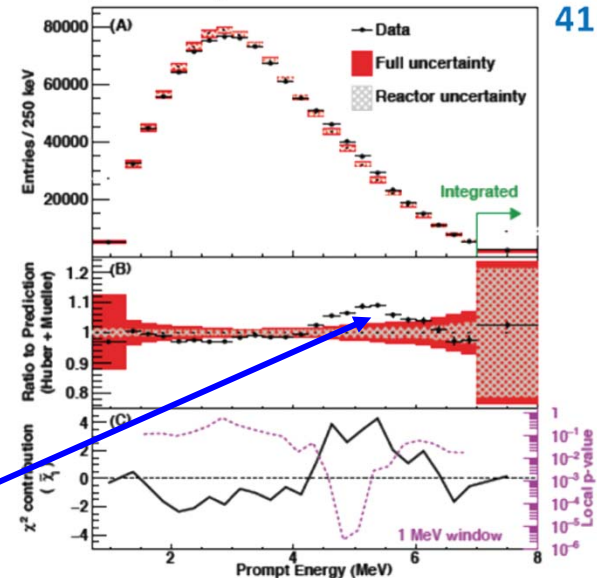 41
(A)
Data
Full uncertainty
Reactor uncertainty
Integrated
Entries / 250 keV
80000
60000
40000
20000
(B)
Ratio to Prediction
(Huber + Mueller)
1.2
1.1
1
0.9
0.8
(C)
χ² contribution
( χ̃ᵢ )
4
2
0
−2
−4
1 MeV window
Local p-value
1
10⁻¹
10⁻²
10⁻³
10⁻⁴
10⁻⁵
10⁻⁶
2
4
6
8
Prompt Energy (MeV)